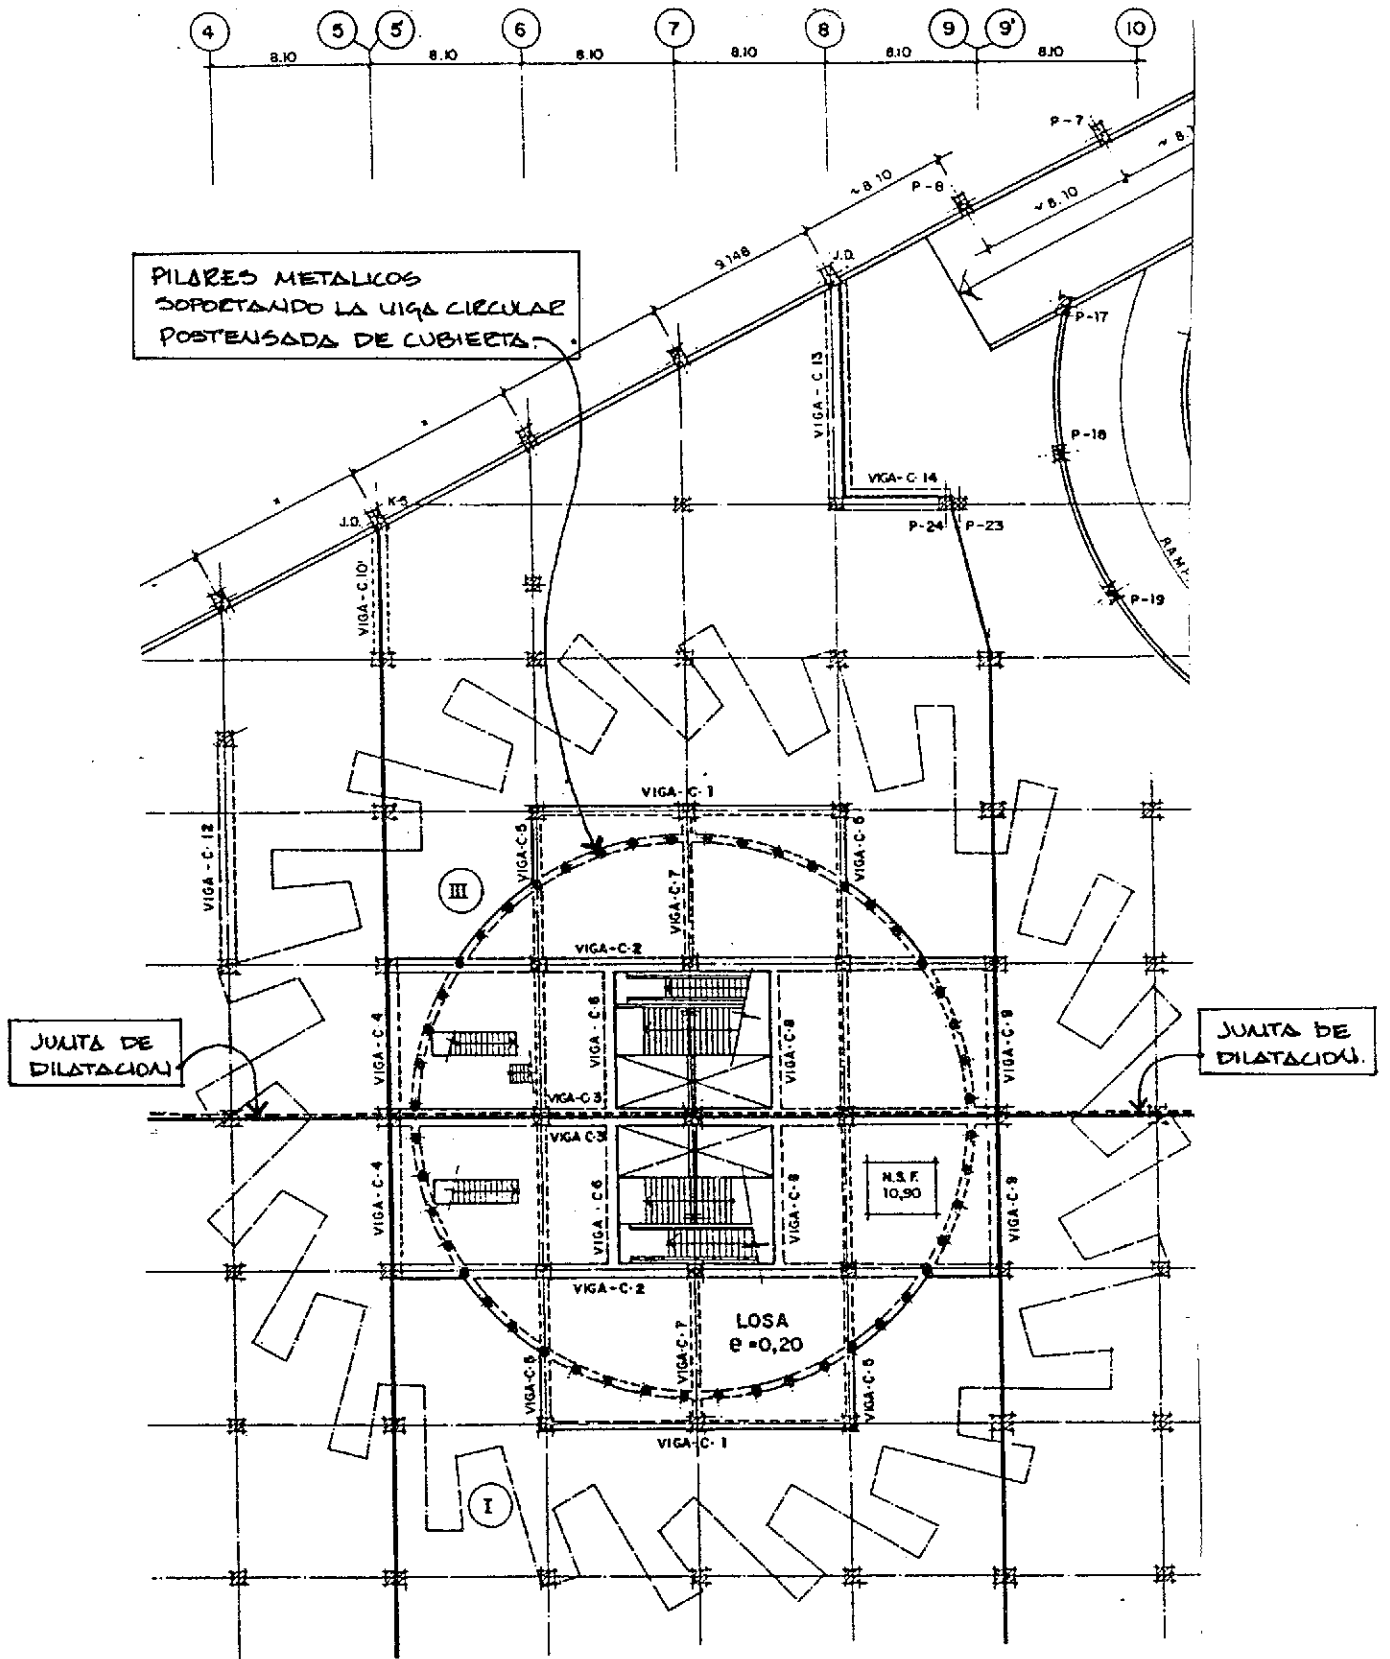 4 5 5' 6 7 8 9 9' 10
8.10 8.10 8.10 8.10 8.10 8.10
P-7
~ 8.10
P-8
~ 8.10
9.148
J.D.
PILARES METALICOS
SOPORTANDO LA VIGA CIRCULAR
POSTENSADA DE CUBIERTA.
P-17
VIGA-C 13
P-18
VIGA-C-14
P-24 P-23
J.D.
VIGA-C.10'
P-19
VIGA-C-1
VIGA-C-12
VIGA-C-5
VIGA-C-7
VIGA-C-5
III
VIGA-C-2
VIGA-C-4
VIGA-C-6
VIGA-C-8
VIGA-C-9
JUNTA DE
DILATACION
JUNTA DE
DILATACION.
VIGA-C-3
VIGA C-3
VIGA-C-4
VIGA-C6
VIGA-C-8
N.S.F.
10,90
VIGA-C-9
VIGA-C-2
LOSA
e=0,20
VIGA-C-5
VIGA-C-7
VIGA-C-5
VIGA-C-1
I